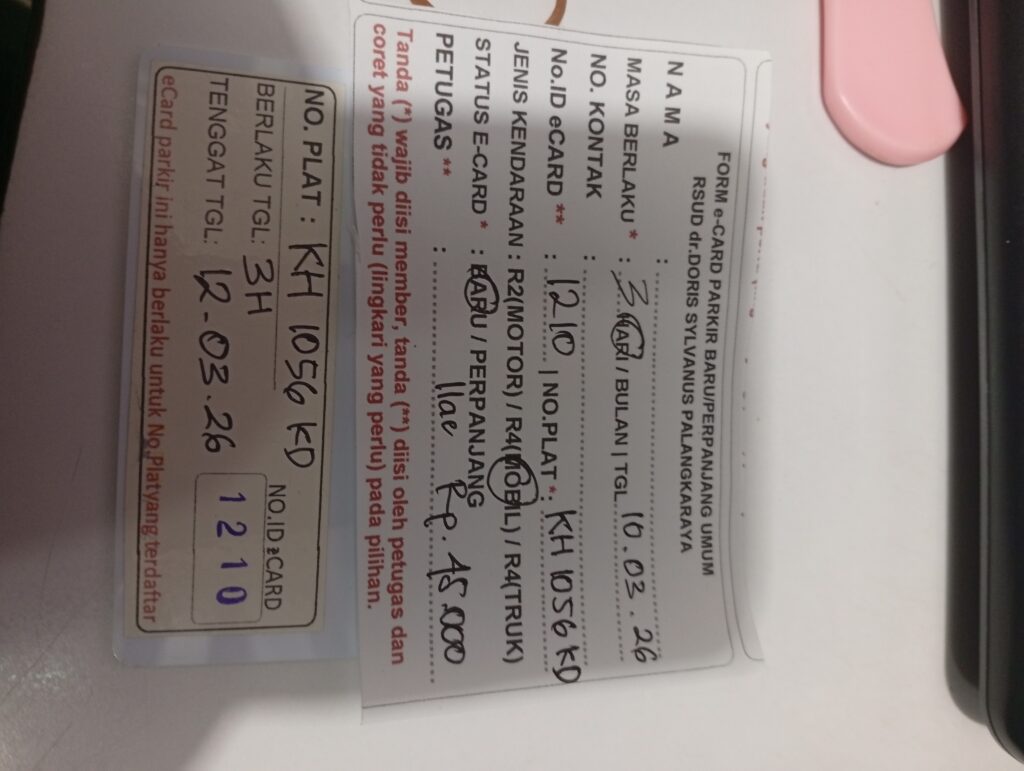 FORM e-CARD PARKIR BARU/PERPANJANG UMUM
RSUD dr.DORIS SYLVANUS PALANGKARAYA
N A M A :
MASA BERLAKU * : 3 HARI / BULAN | TGL. 10.03.26
NO. KONTAK :
No.ID eCARD ** : 1210 | NO.PLAT *: KH 1056 KD
JENIS KENDARAAN : R2(MOTOR) / R4(MOBIL) / R4(TRUK)
STATUS E-CARD * : BARU / PERPANJANG
PETUGAS ** : Rp. 45.000
Tanda (*) wajib diisi member, tanda (**) diisi oleh petugas dan
coret yang tidak perlu (lingkari yang perlu) pada pilihan.
NO. PLAT : KH 1056 KD
BERLAKU TGL: 3H
NO.ID eCARD
TENGGAT TGL: 12.03.26
1210
eCard parkir ini hanya berlaku untuk No.Platyang terdaftar